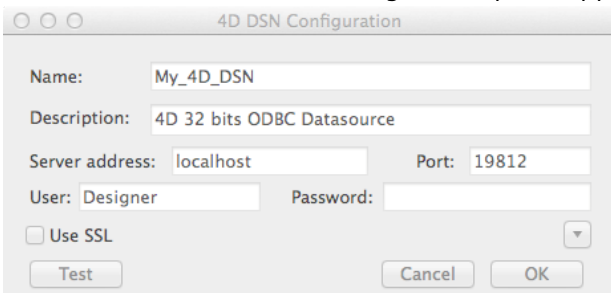 4D DSN Configuration
Name: My_4D_DSN
Description: 4D 32 bits ODBC Datasource
Server address: localhost Port: 19812
User: Designer Password:
Use SSL
Test Cancel OK